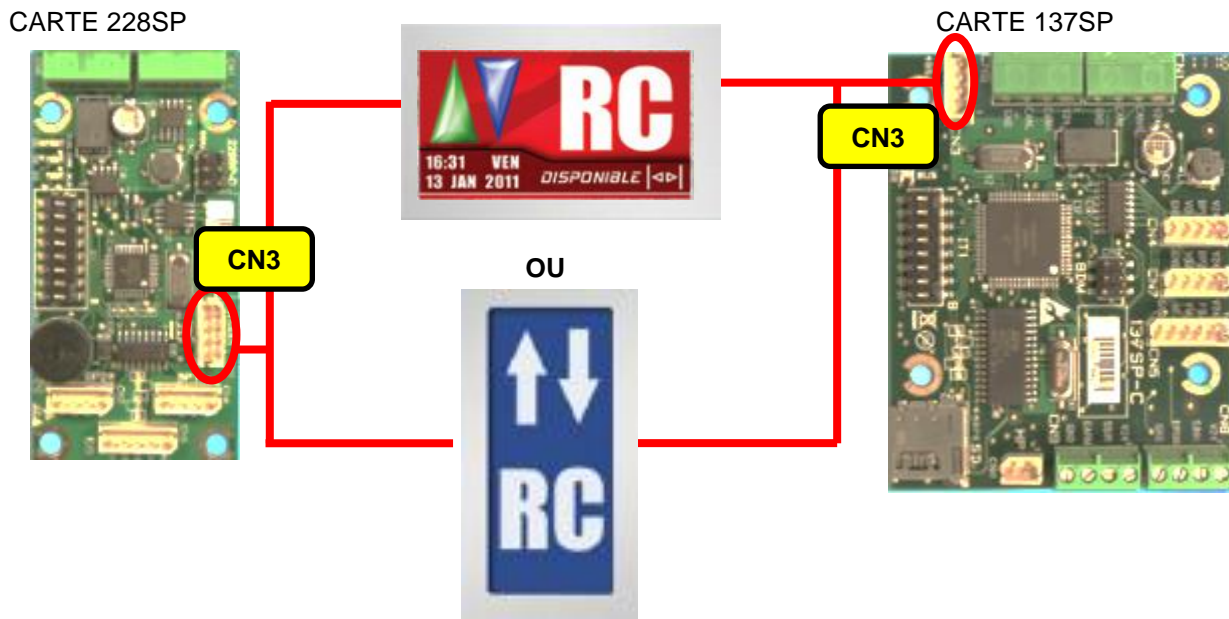 CARTE 228SP
CARTE 137SP
RC
16:31 VEN
13 JAN 2011 DISPONIBLE
CN3
CN3
OU
RC
137SP-C